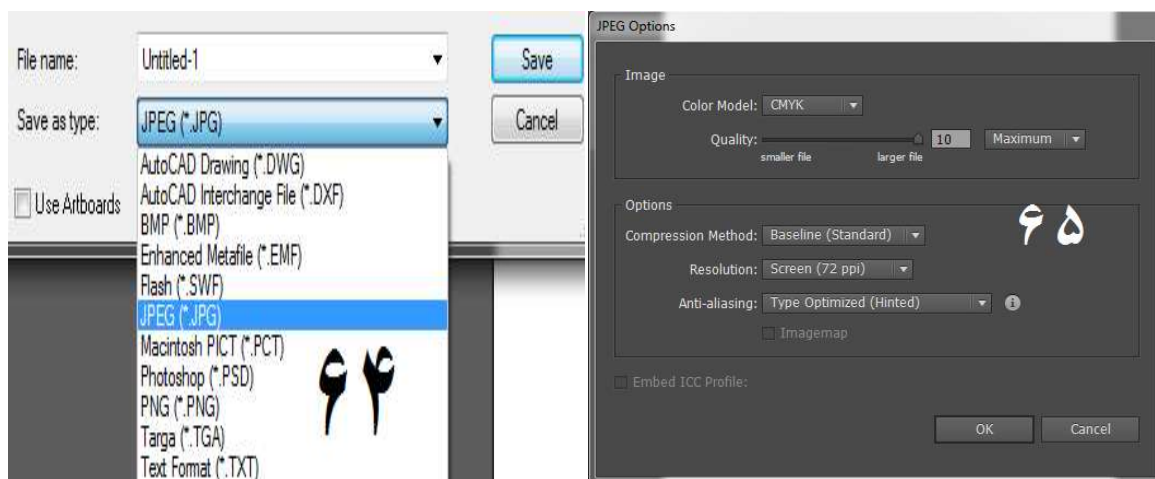 File name:
Untitled-1
Save
Save as type:
JPEG (*.JPG)
Cancel
Use Artboards
AutoCAD Drawing (*.DWG)
AutoCAD Interchange File (*.DXF)
BMP (*.BMP)
Enhanced Metafile (*.EMF)
Flash (*.SWF)
JPEG (*.JPG)
Macintosh PICT (*.PCT)
Photoshop (*.PSD)
PNG (*.PNG)
Targa (*.TGA)
Text Format (*.TXT)
۶۴
JPEG Options
Image
Color Model: CMYK
Quality: 10 Maximum
smaller file larger file
Options
Compression Method: Baseline (Standard)
Resolution: Screen (72 ppi)
Anti-aliasing: Type Optimized (Hinted)
Imagemap
۶۵
Embed ICC Profile:
OK Cancel